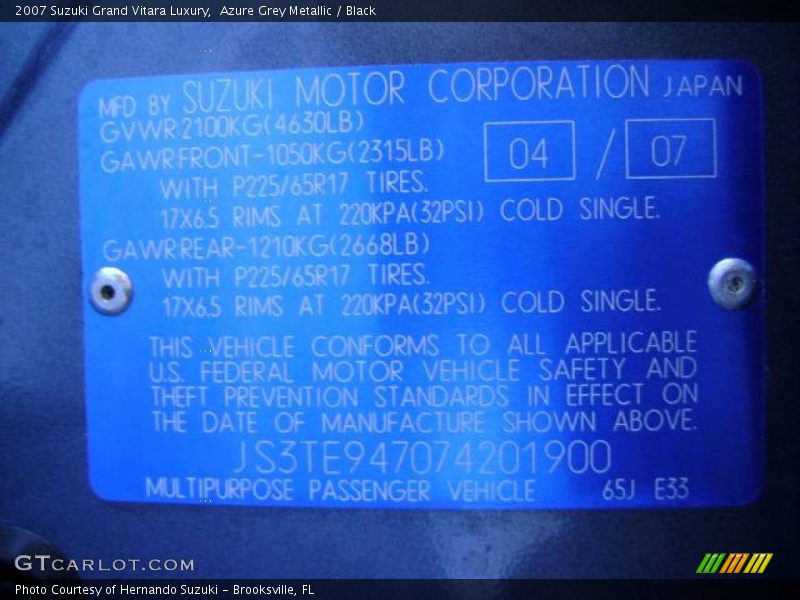 2007 Suzuki Grand Vitara Luxury,  Azure Grey Metallic / Black
MFD BY SUZUKI MOTOR CORPORATION JAPAN
GVWR:2100KG(4630LB)
GAWR:FRONT-1050KG(2315LB) 04 / 07
WITH P225/65R17 TIRES.
17X6.5 RIMS AT 220KPA(32PSI) COLD SINGLE.
GAWR:REAR-1210KG(2668LB)
WITH P225/65R17 TIRES.
17X6.5 RIMS AT 220KPA(32PSI) COLD SINGLE.
THIS VEHICLE CONFORMS TO ALL APPLICABLE
U.S. FEDERAL MOTOR VEHICLE SAFETY AND
THEFT PREVENTION STANDARDS IN EFFECT ON
THE DATE OF MANUFACTURE SHOWN ABOVE.
JS3TE947074201900
MULTIPURPOSE PASSENGER VEHICLE 65J E33
GTCARLOT.COM
Photo Courtesy of Hernando Suzuki - Brooksville, FL